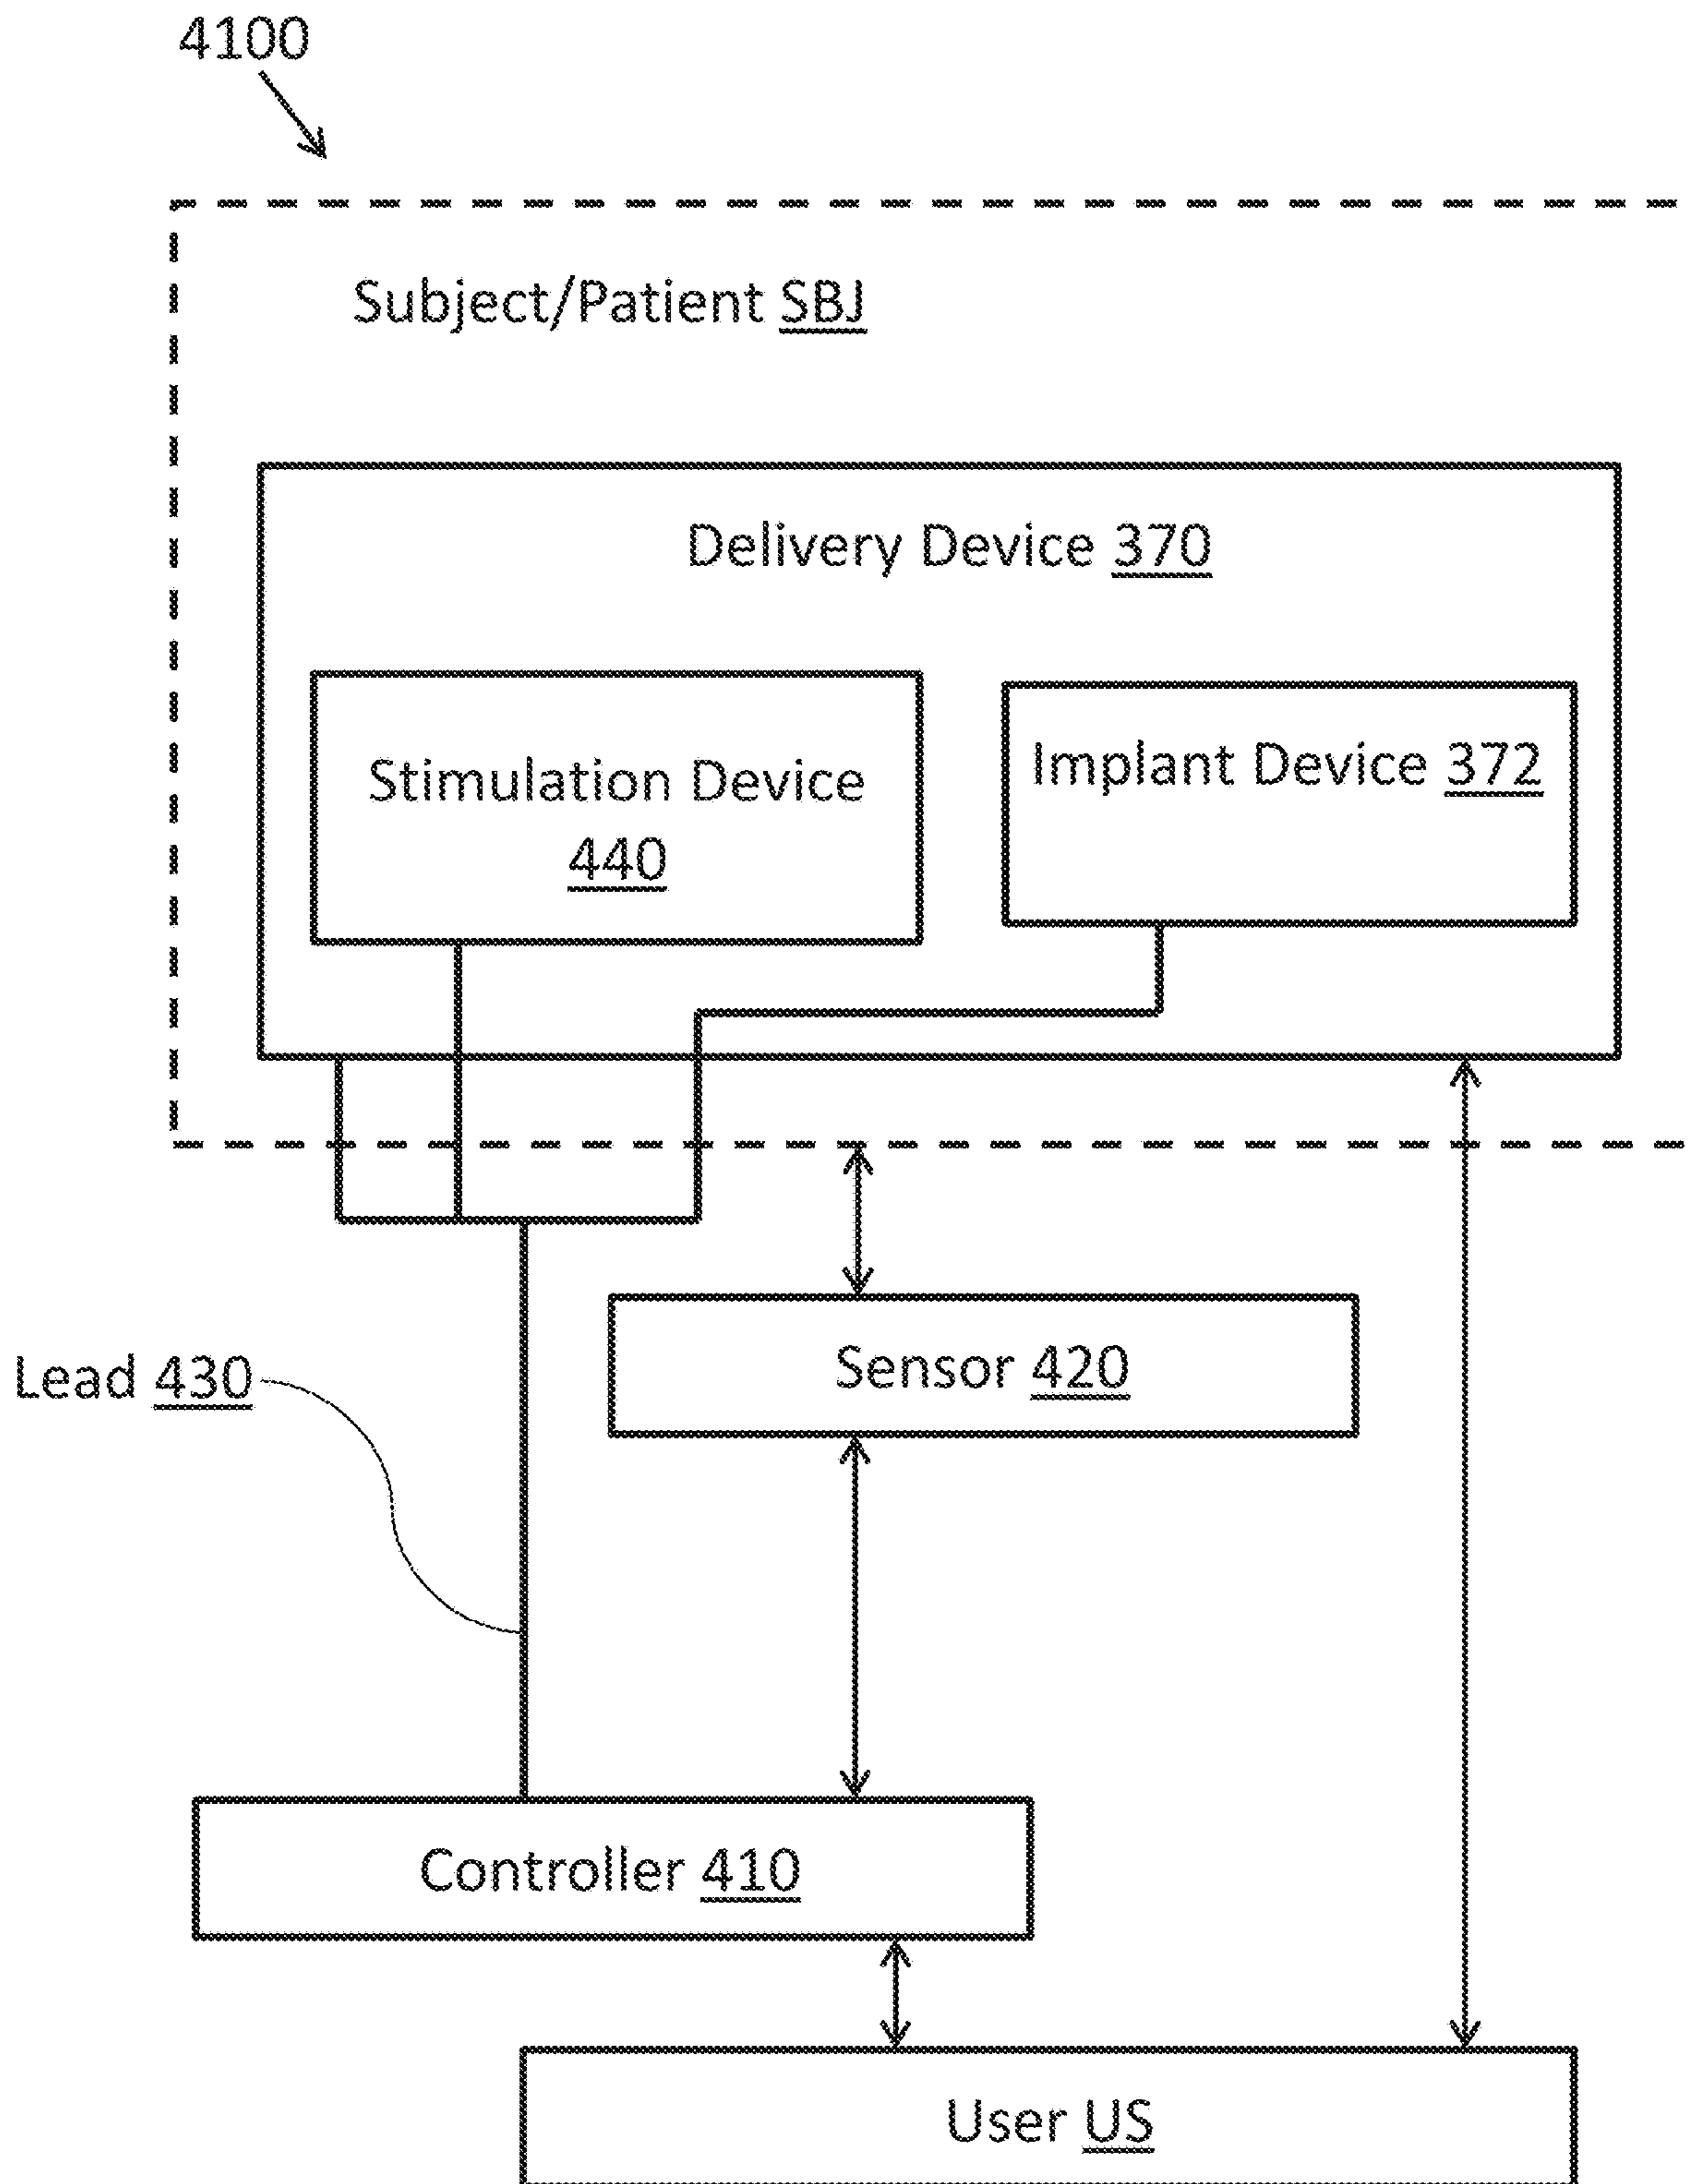 4100
Subject/Patient SBJ
Delivery Device 370
Stimulation Device
440
Implant Device 372
Sensor 420
Lead 430
Controller 410
User US